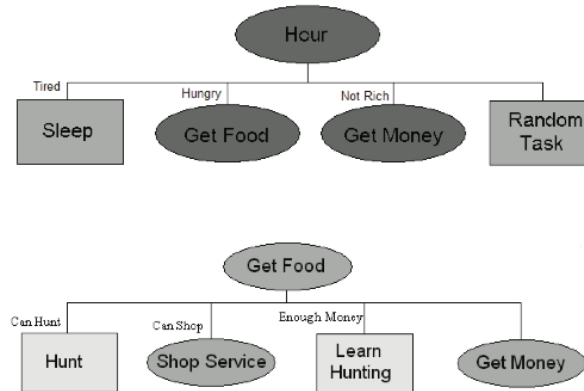 Hour
Tired
Hungry
Not Rich
Sleep
Get Food
Get Money
Random
Task
Get Food
Can Hunt
Can Shop
Enough Money
Hunt
Shop Service
Learn
Hunting
Get Money